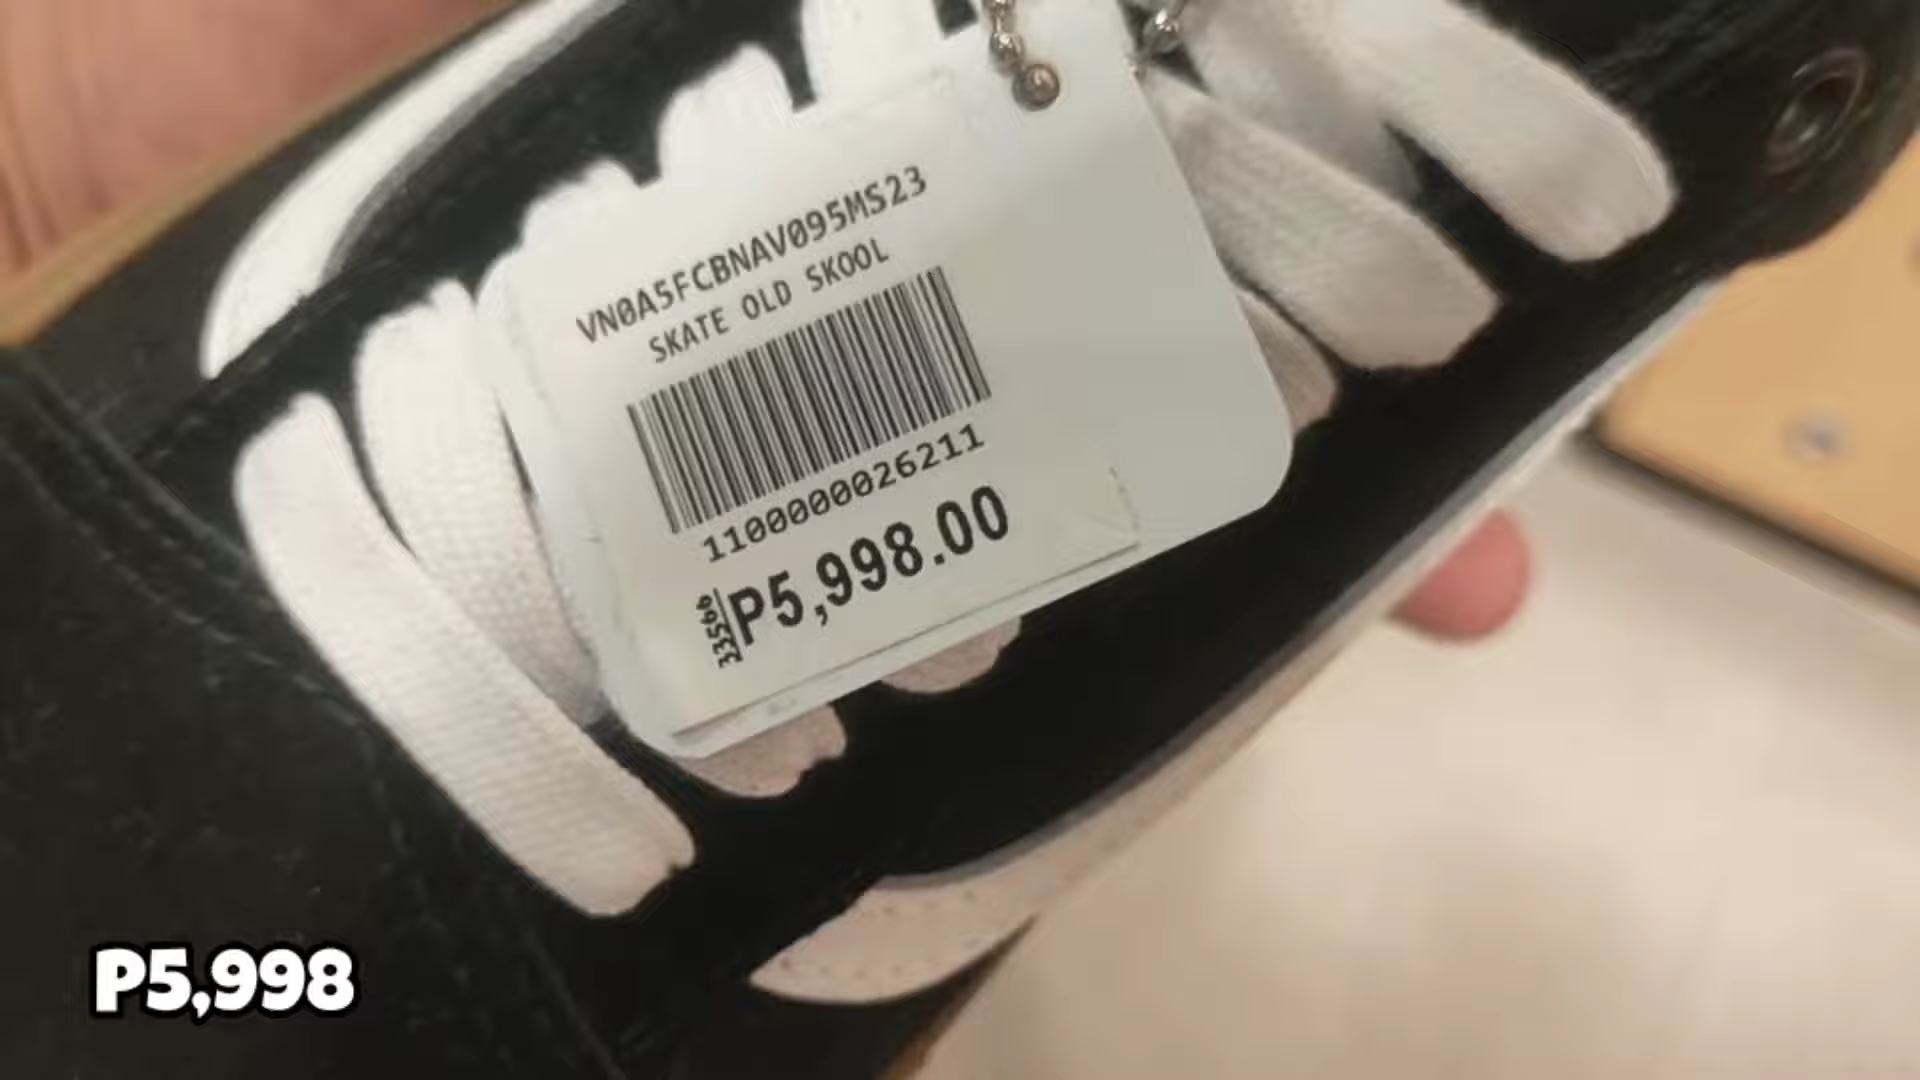 VN0A5FCBNAV095MS23
SKATE OLD SKOOL
1100000026211
33566
P5,998.00
P5,998